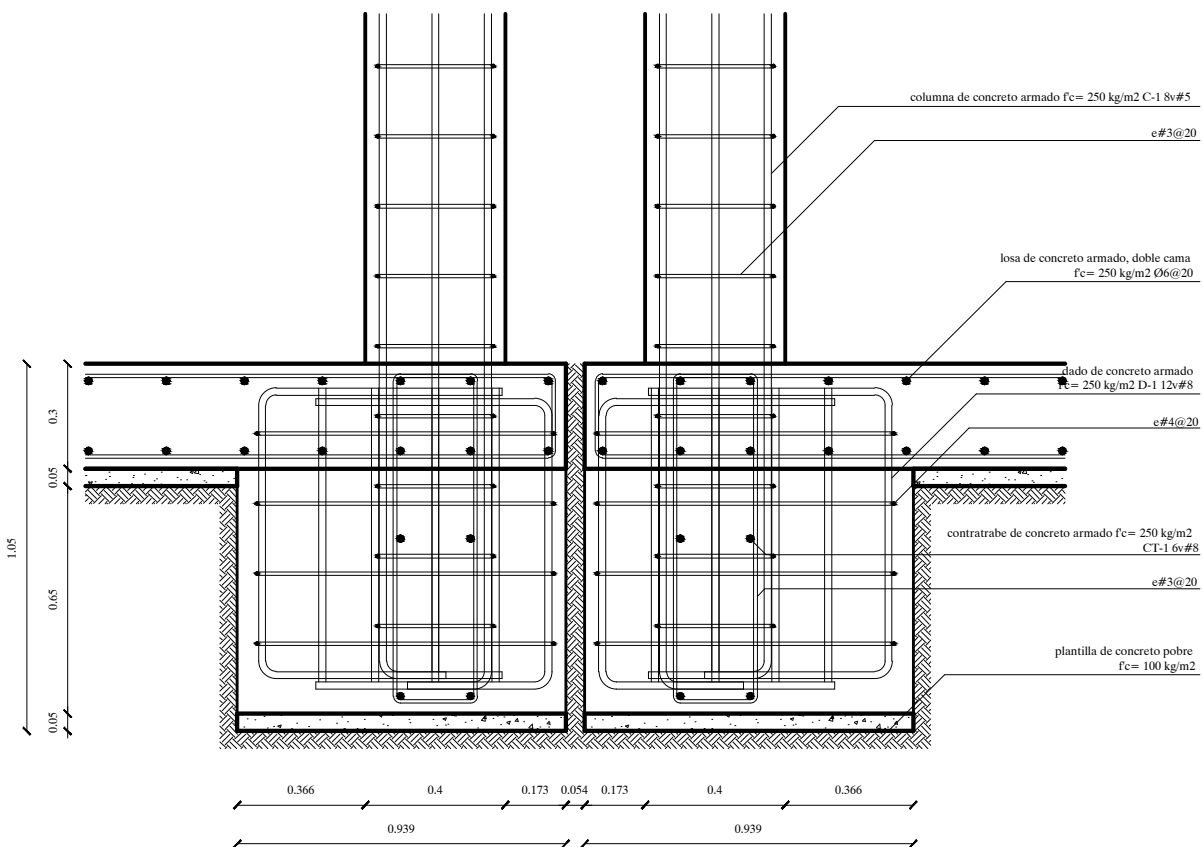 columna de concreto armado f'c= 250 kg/m2 C-1 8v#5
e#3@20
losa de concreto armado, doble cama
f'c= 250 kg/m2 Ø6@20
dado de concreto armado
f'c= 250 kg/m2 D-1 12v#8
e#4@20
contratrabe de concreto armado f'c= 250 kg/m2
CT-1 6v#8
e#3@20
plantilla de concreto pobre
f'c= 100 kg/m2
1.05
0.3
0.05
0.65
0.05
0.366
0.4
0.173
0.054
0.173
0.4
0.366
0.939
0.939